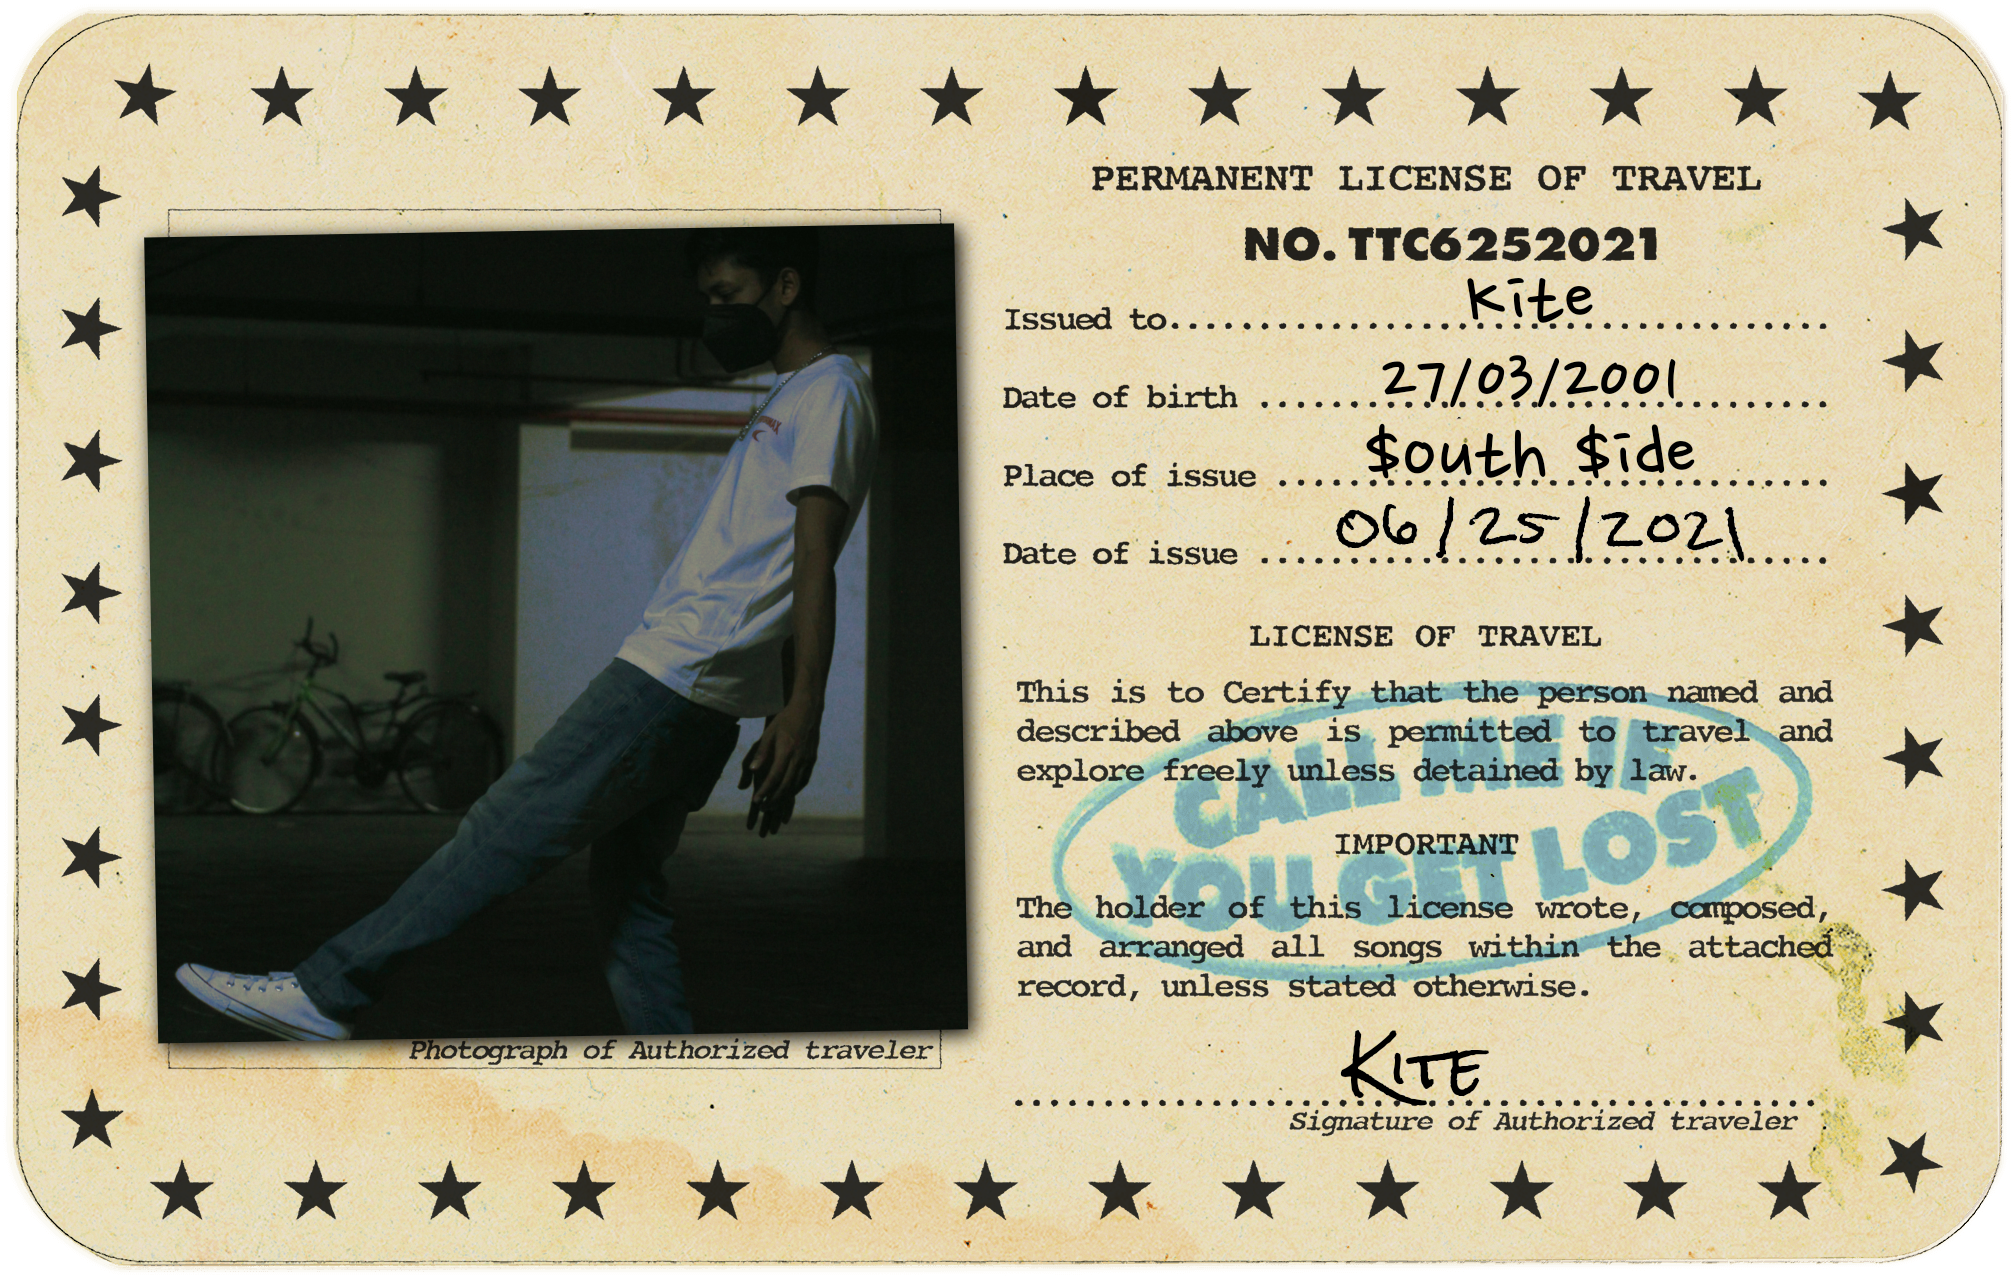 PERMANENT LICENSE OF TRAVEL
NO. TTC6252021
Issued to.................................... Kite
Date of birth ................................ 27/03/2001
Place of issue ............................... $outh $ide
Date of issue ................................ 06/25/2021
LICENSE OF TRAVEL
This is to Certify that the person named and
described above is permitted to travel and
explore freely unless detained by law.
CALL ME IF
YOU GET LOST
IMPORTANT
The holder of this license wrote, composed,
and arranged all songs within the attached
record, unless stated otherwise.
KITE
Signature of Authorized traveler
Photograph of Authorized traveler